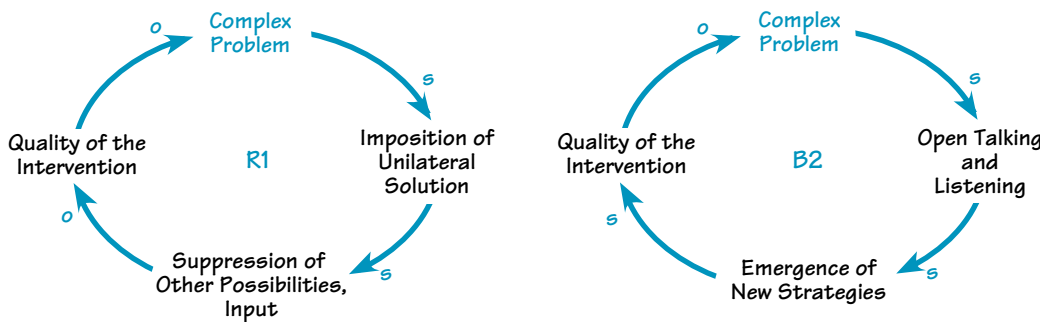 Complex
Problem
o
s
Quality of the
Intervention
R1
Imposition of
Unilateral
Solution
o
s
Suppression of
Other Possibilities,
Input
Complex
Problem
o
s
Quality of the
Intervention
B2
Open Talking
and
Listening
s
s
Emergence of
New Strategies